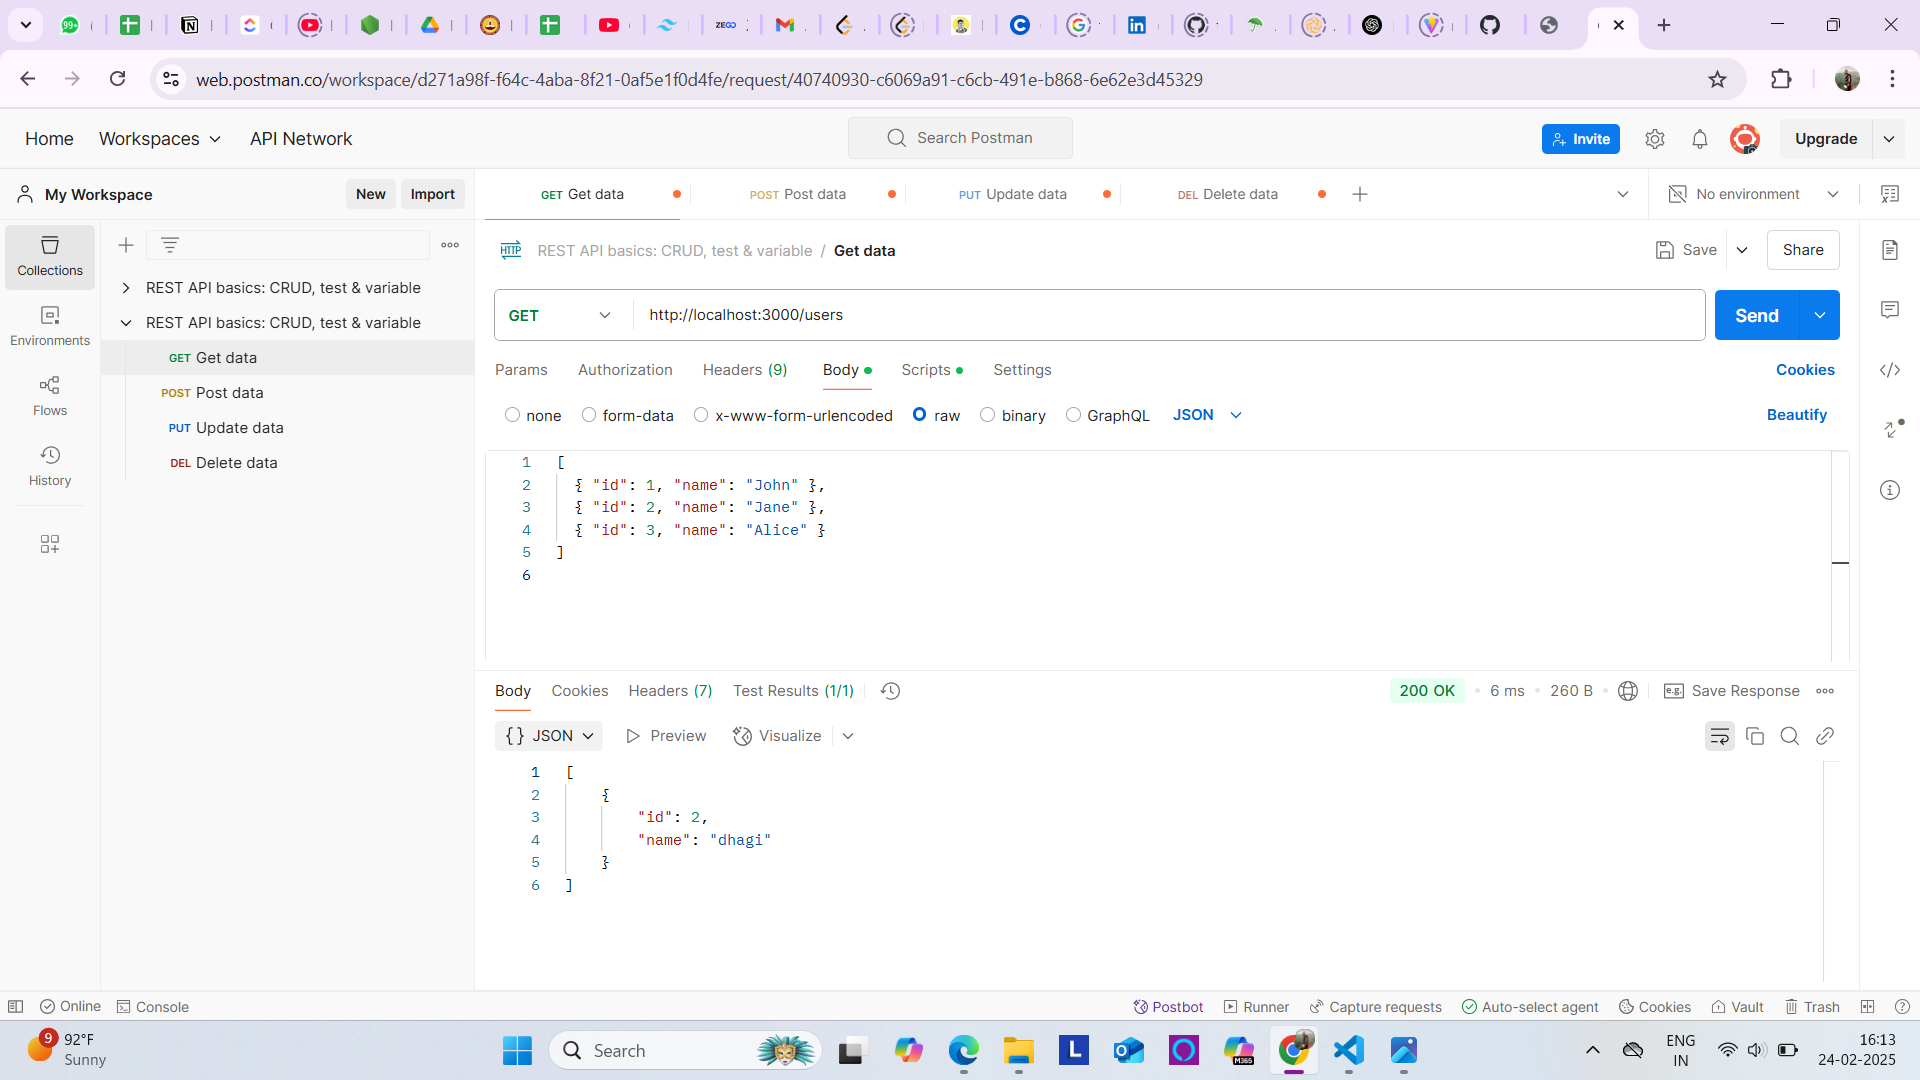 99+
ZEGO
web.postman.co/workspace/d271a98f-f64c-4aba-8f21-0af5e1f0d4fe/request/40740930-c6069a91-c6cb-491e-b868-6e62e3d45329
Home Workspaces API Network Search Postman Invite Upgrade
My Workspace New Import GET Get data POST Post data PUT Update data DEL Delete data No environment
Collections
Environments
Flows
History
REST API basics: CRUD, test & variable
REST API basics: CRUD, test & variable
GET Get data
POST Post data
PUT Update data
DEL Delete data
HTTP REST API basics: CRUD, test & variable / Get data Save Share
GET http://localhost:3000/users Send
Params Authorization Headers (9) Body Scripts Settings Cookies
none form-data x-www-form-urlencoded raw binary GraphQL JSON Beautify
1 [
2 { "id": 1, "name": "John" },
3 { "id": 2, "name": "Jane" },
4 { "id": 3, "name": "Alice" }
5 ]
6
Body Cookies Headers (7) Test Results (1/1) 200 OK 6 ms 260 B e.g. Save Response
{} JSON Preview Visualize
1 [
2 {
3 "id": 2,
4 "name": "dhagi"
5 }
6 ]
Online Console Postbot Runner Capture requests Auto-select agent Cookies Vault Trash
9 92°F
Sunny
Search
L
M365
ENG
IN
16:13
24-02-2025